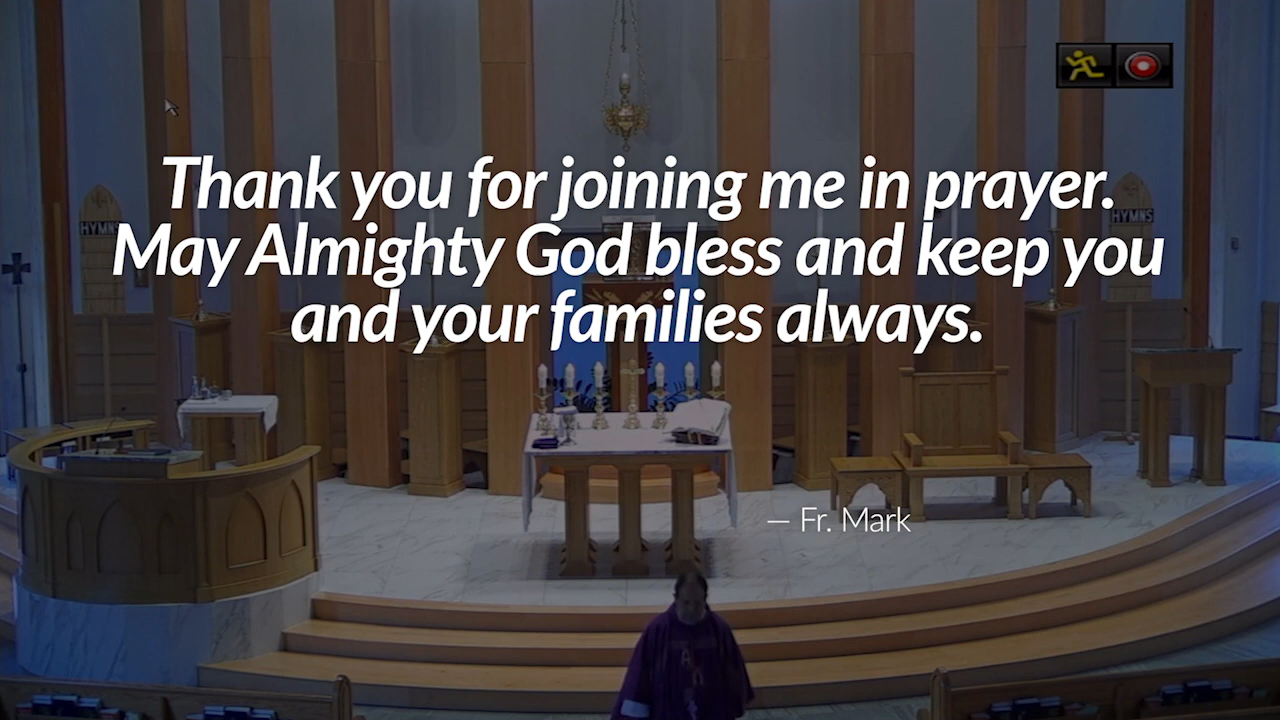 Thank you for joining me in prayer.
May Almighty God bless and keep you
and your families always.
— Fr. Mark
HYMNS
HYMNS